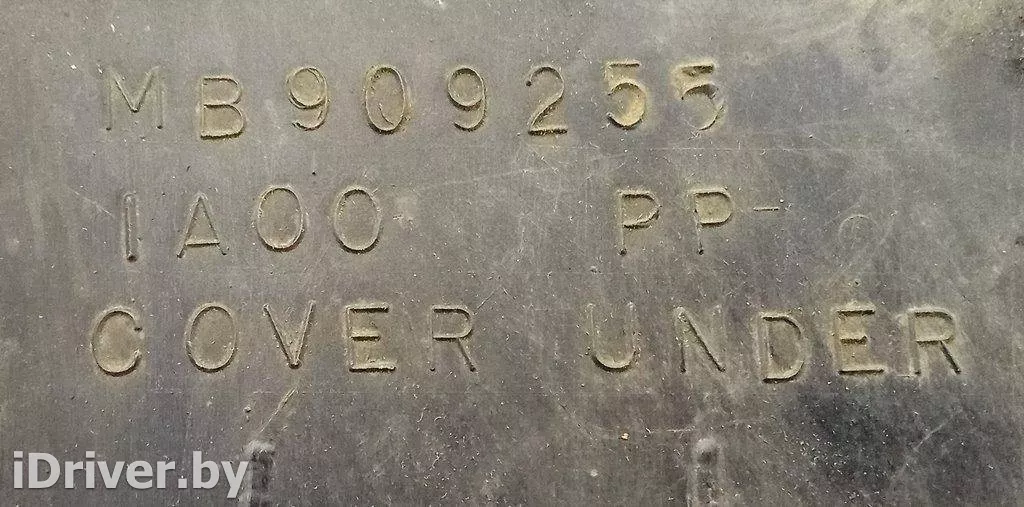 MB909255
1A00 PP-
COVER UNDER
iDriver.by